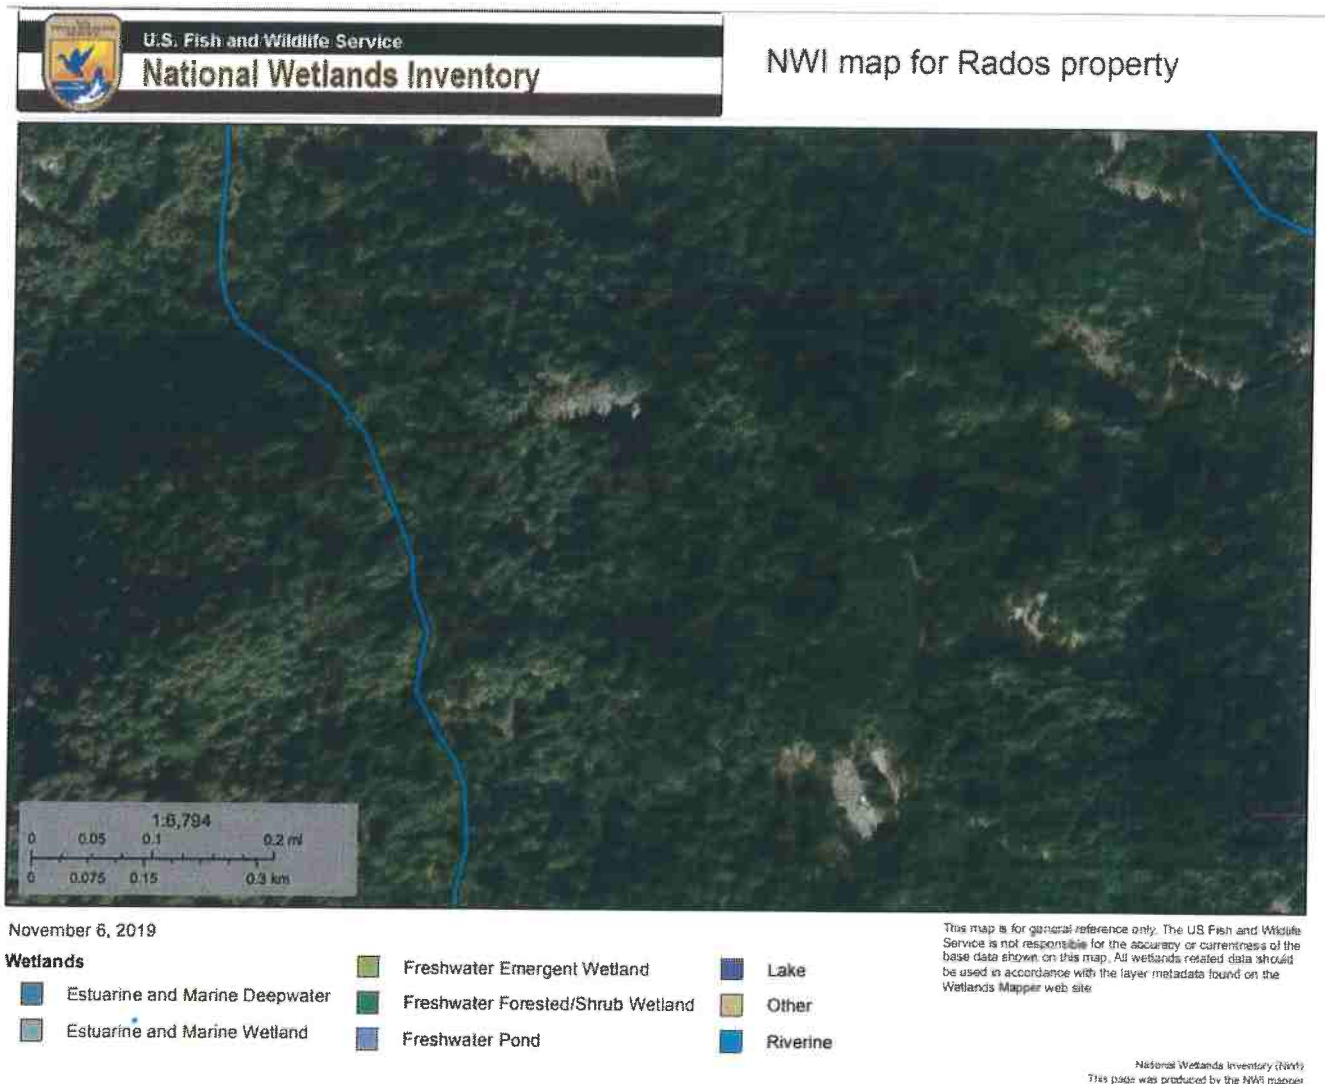 U.S. Fish and Wildlife Service
National Wetlands Inventory
NWI map for Rados property
1:6,794
0 0.05 0.1 0.2 mi
0 0.075 0.15 0.3 km
November 6, 2019
Wetlands
Estuarine and Marine Deepwater
Estuarine and Marine Wetland
Freshwater Emergent Wetland
Freshwater Forested/Shrub Wetland
Freshwater Pond
Lake
Other
Riverine
This map is for general reference only. The US Fish and Wildlife
Service is not responsible for the accuracy or currentness of the
base data shown on this map. All wetlands related data should
be used in accordance with the layer metadata found on the
Wetlands Mapper web site.
National Wetlands Inventory (NWI)
This page was produced by the NWI mapper